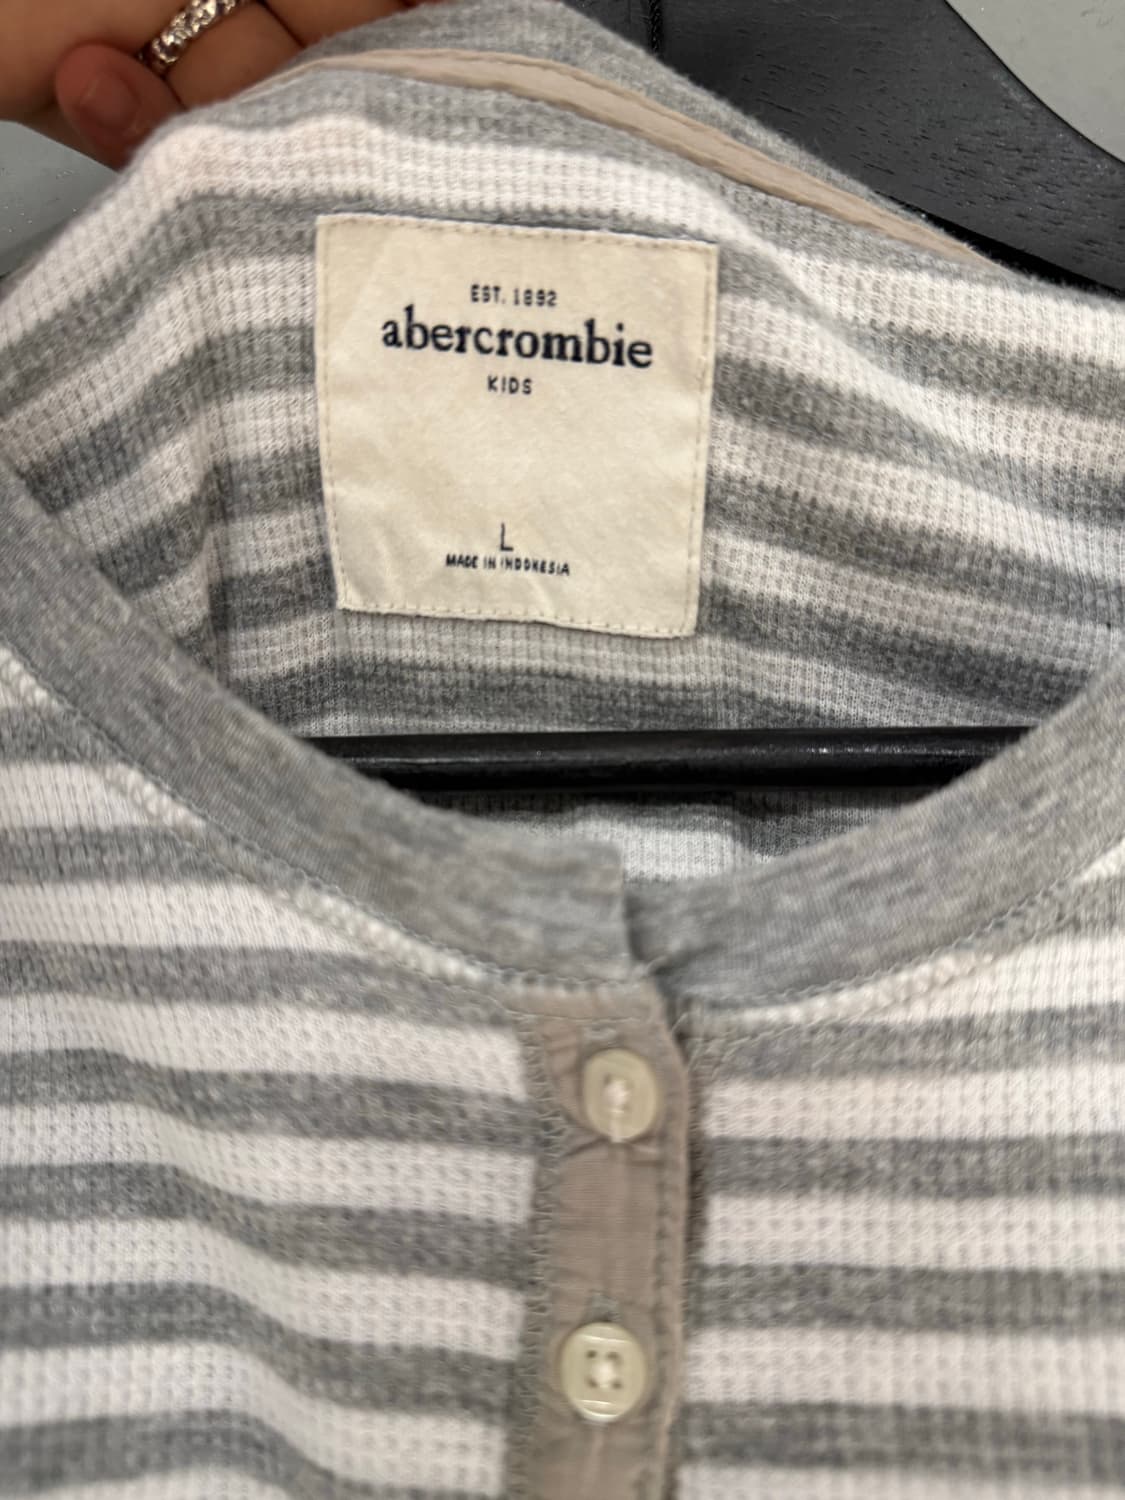 EST. 1892
abercrombie
KIDS
L
MADE IN INDONESIA